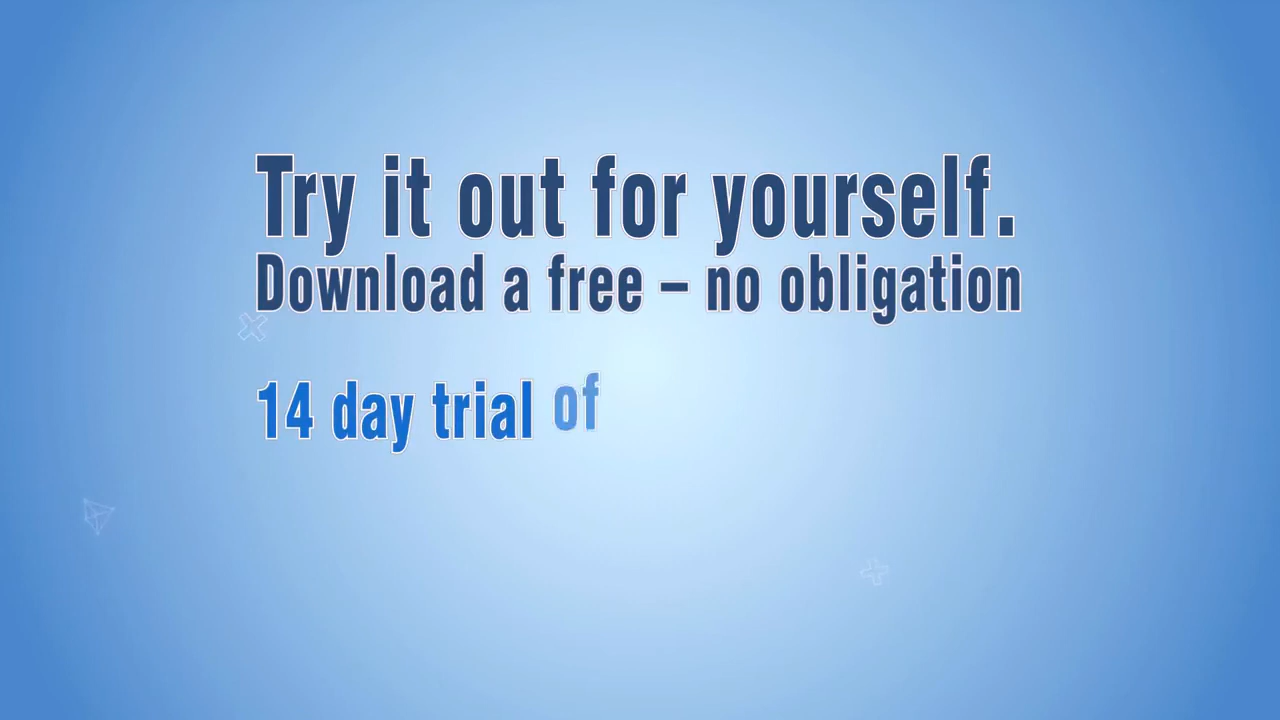 Try it out for yourself.
Download a free – no obligation
14 day trial of